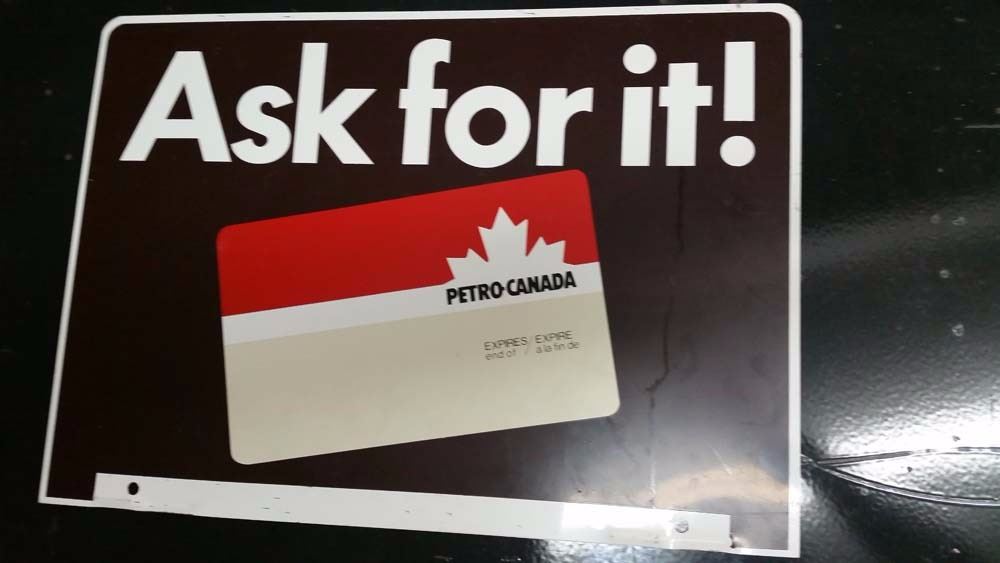 Ask for it!
PETRO-CANADA
EXPIRES / EXPIRE
end of / à la fin de